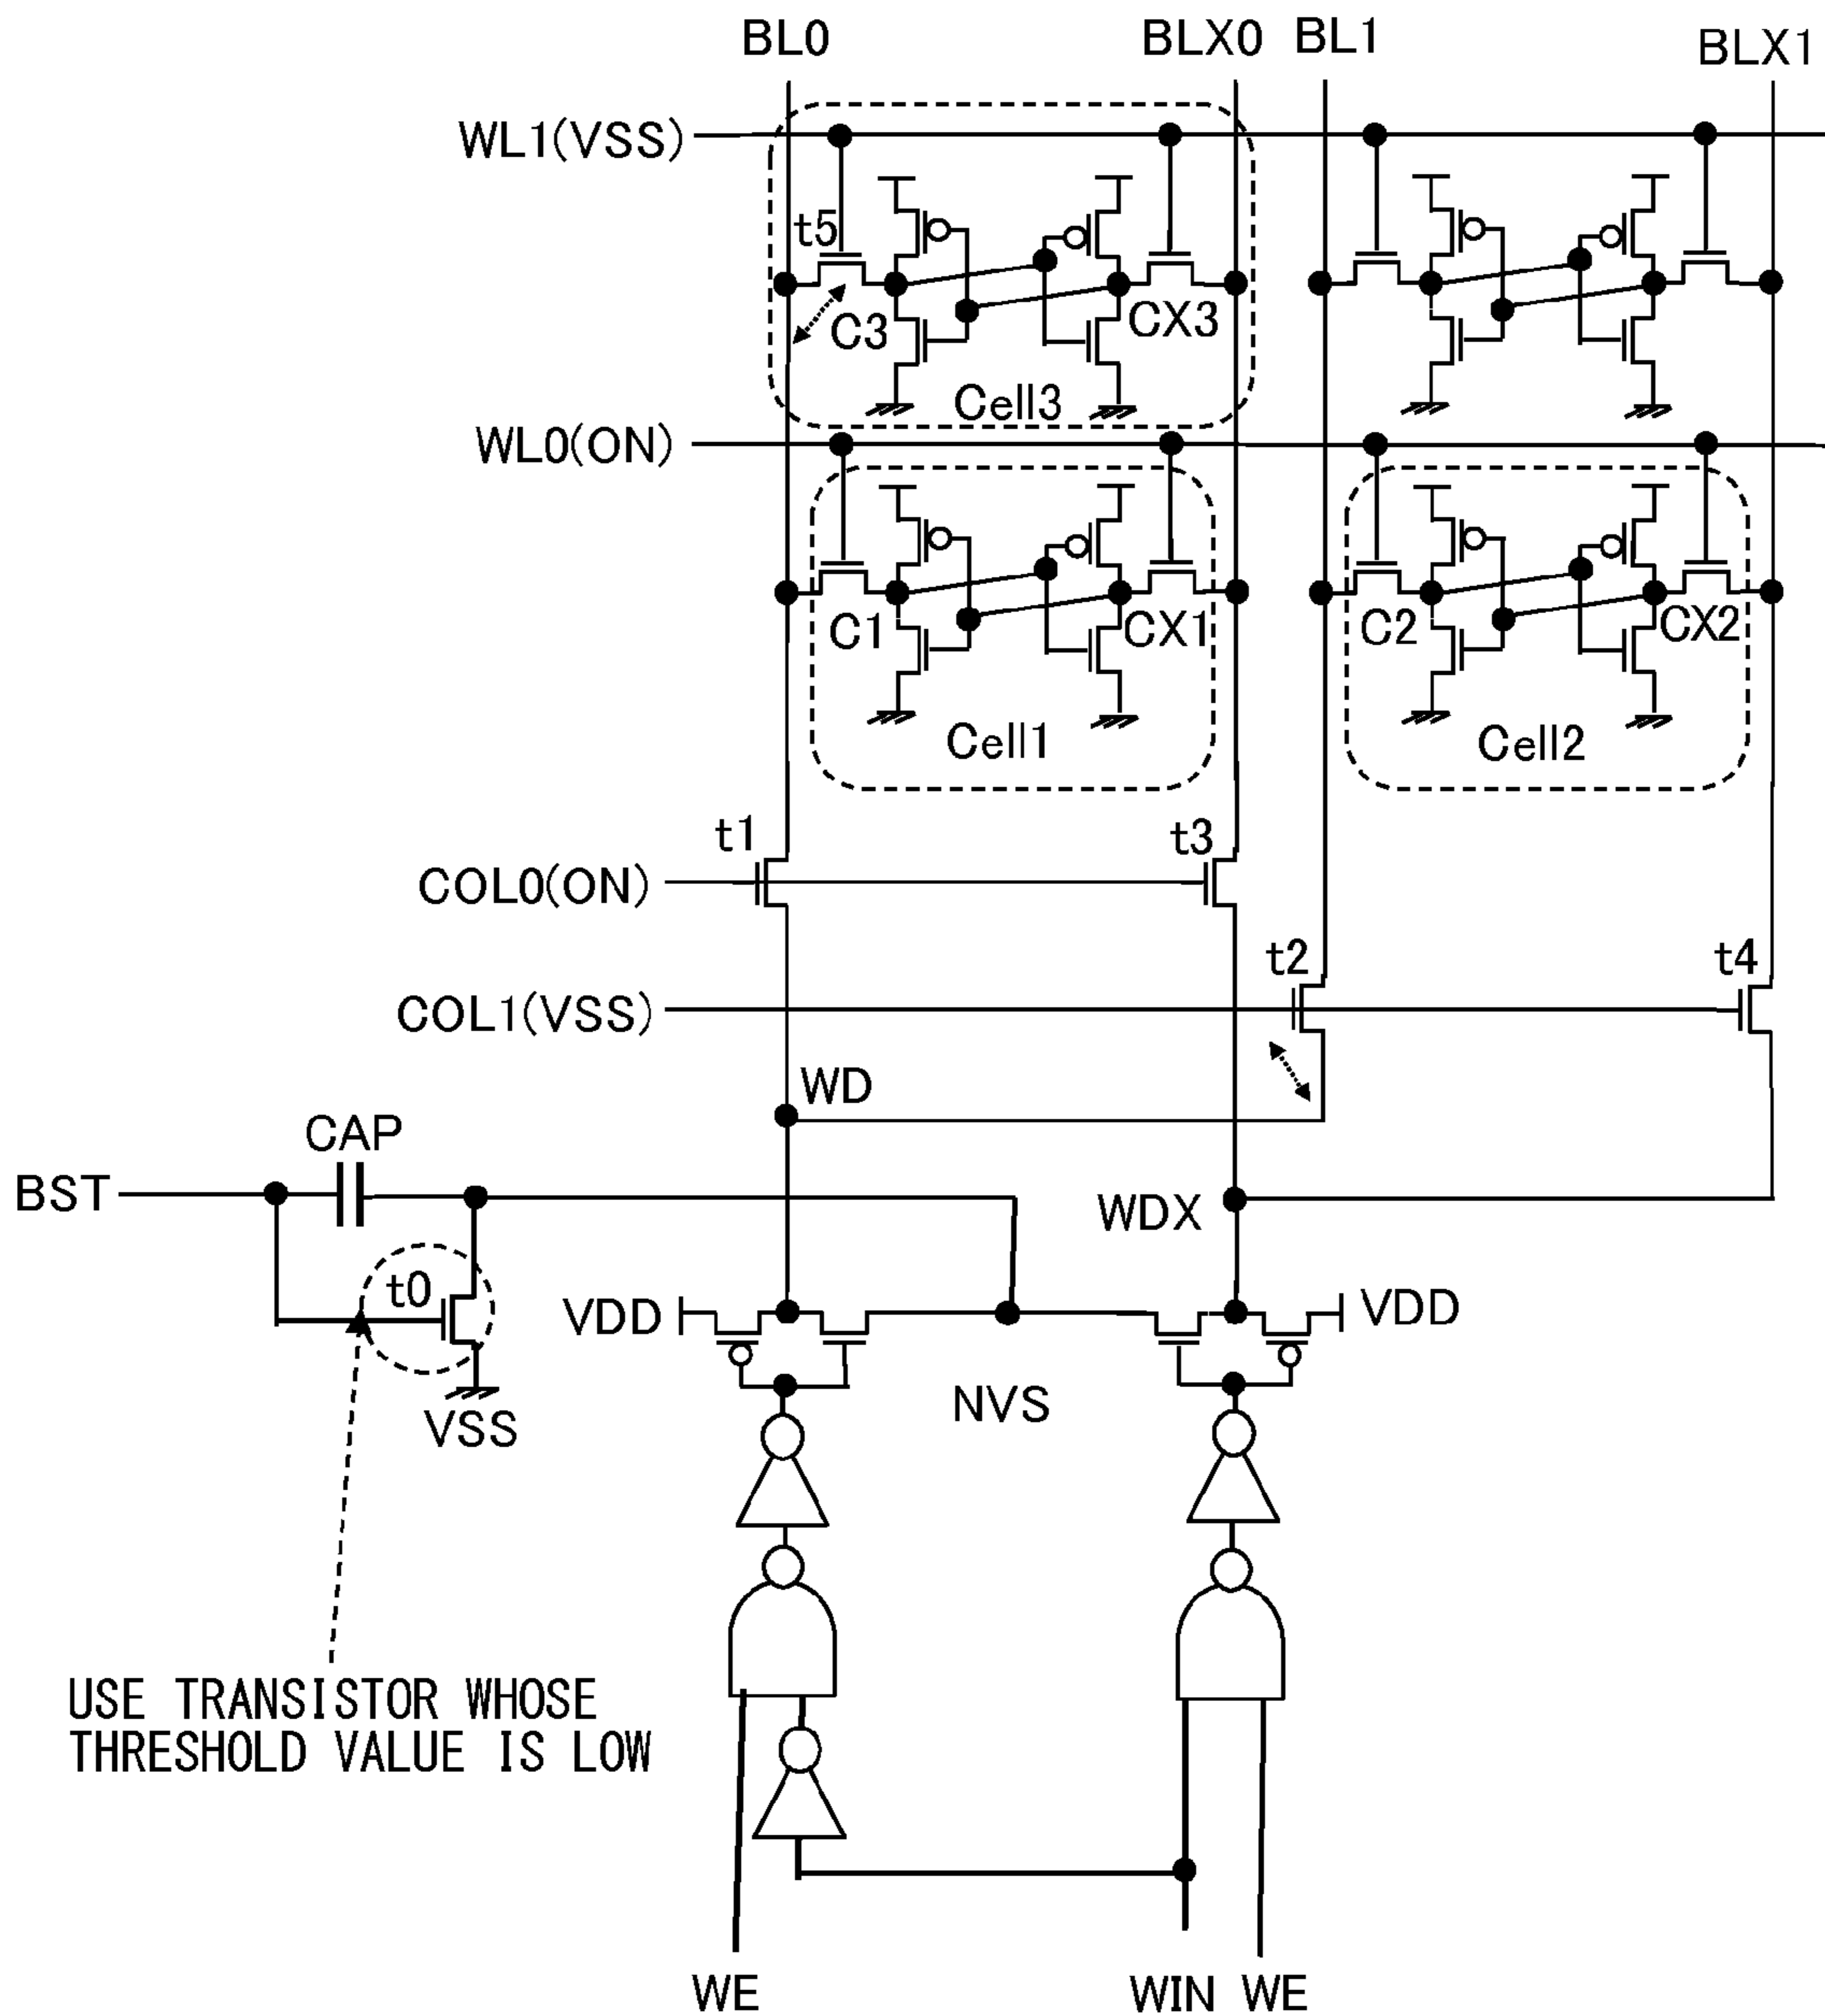 BL0
BLX0
BL1
BLX1
WL1(VSS)
t5
C3
CX3
Cell3
WL0(ON)
C1
CX1
C2
CX2
Cell1
Cell2
t1
t3
COL0(ON)
t2
t4
COL1(VSS)
WD
CAP
BST
WDX
t0
VDD
VDD
NVS
VSS
USE TRANSISTOR WHOSE
THRESHOLD VALUE IS LOW
WE
WIN
WE